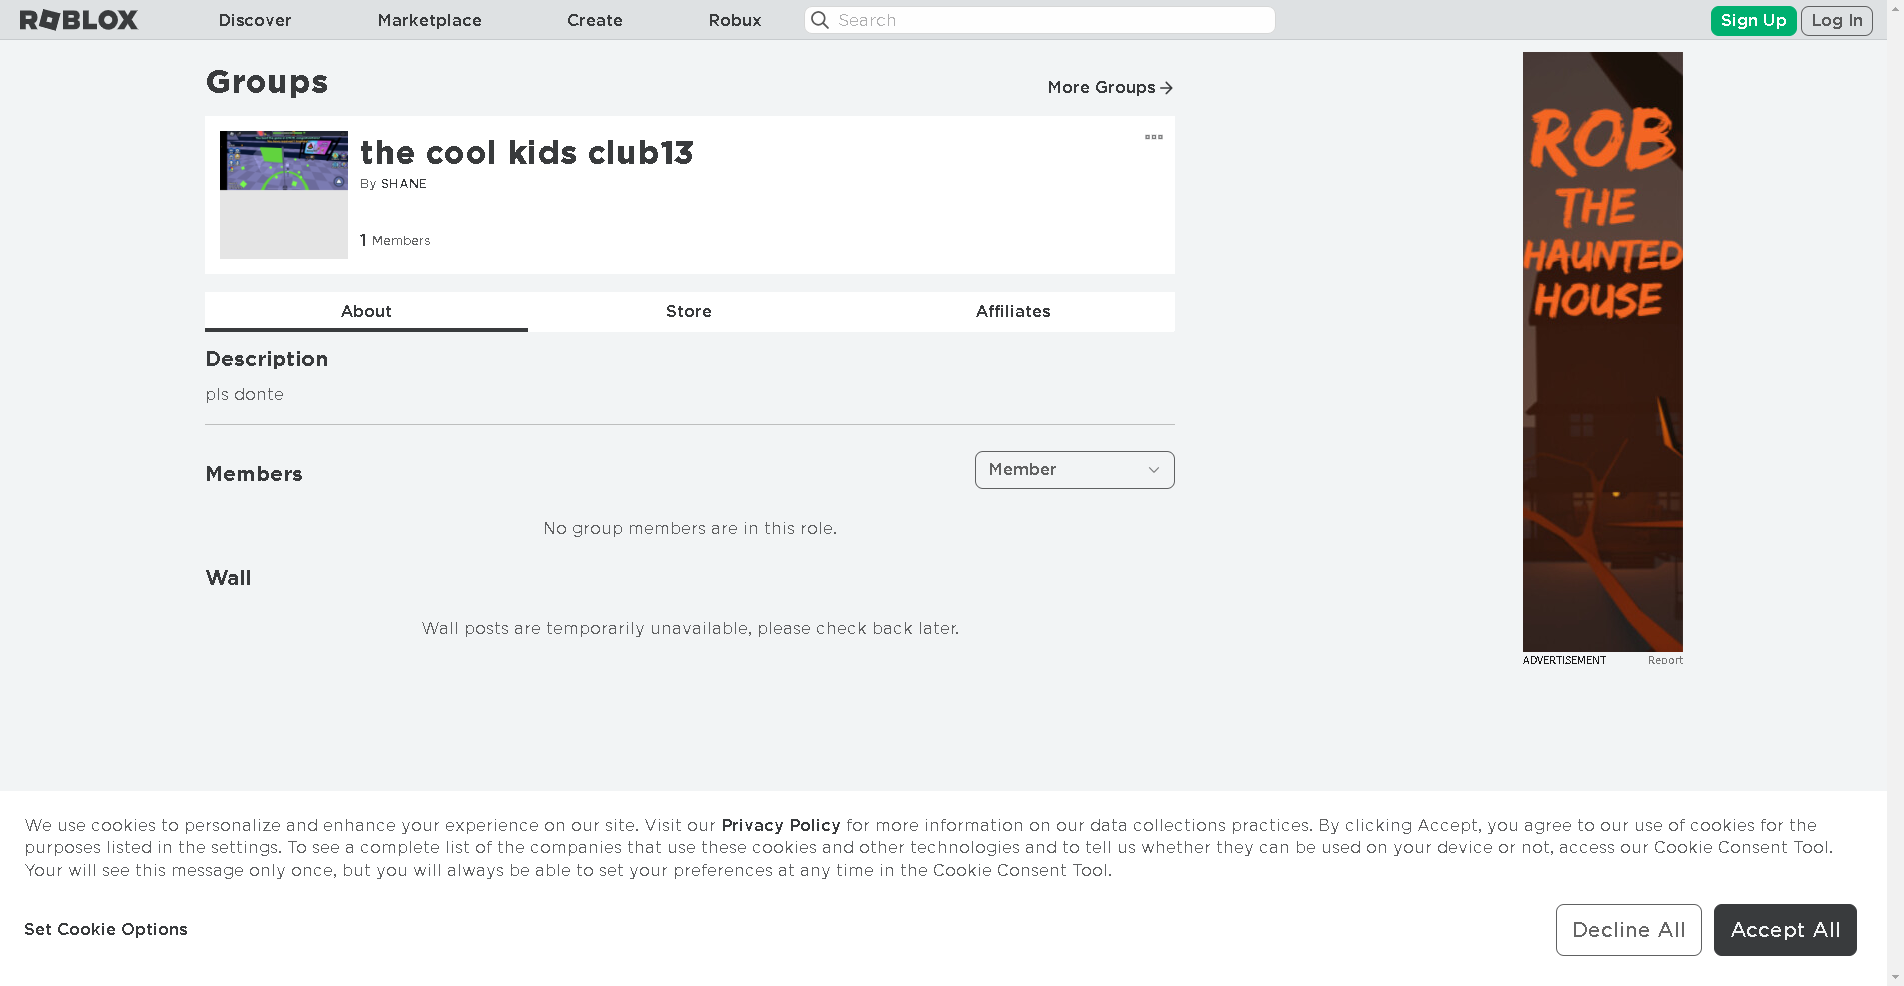 ROBLOX
Discover
Marketplace
Create
Robux
Search
Sign Up
Log In
Groups
More Groups
the cool kids club13
By SHANE
1 Members
About
Store
Affiliates
Description
pls donte
Members
Member
No group members are in this role.
Wall
Wall posts are temporarily unavailable, please check back later.
ROB
THE
HAUNTED
HOUSE
ADVERTISEMENT
Report
We use cookies to personalize and enhance your experience on our site. Visit our Privacy Policy for more information on our data collections practices. By clicking Accept, you agree to our use of cookies for the
purposes listed in the settings. To see a complete list of the companies that use these cookies and other technologies and to tell us whether they can be used on your device or not, access our Cookie Consent Tool.
Your will see this message only once, but you will always be able to set your preferences at any time in the Cookie Consent Tool.
Set Cookie Options
Decline All
Accept All